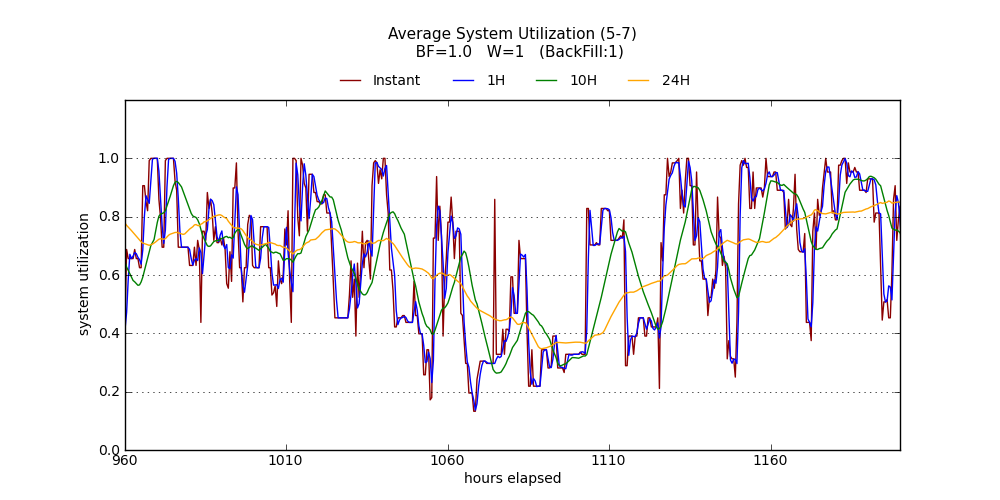 Average System Utilization (5-7)
BF=1.0 W=1 (BackFill:1)
Instant 1H 10H 24H
1.0
0.8
0.6
0.4
0.2
0.0
system utilization
960 1010 1060 1110 1160
hours elapsed